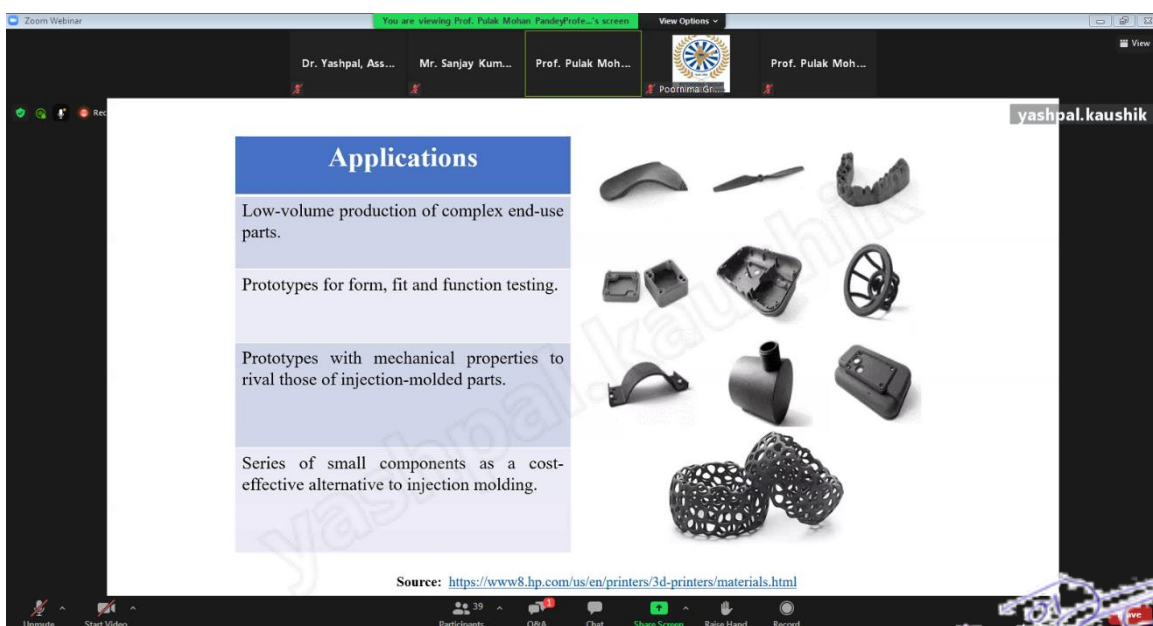 Zoom Webinar
You are viewing Prof. Pulak Mohan PandeyProfe...'s screen
View Options
View
Dr. Yashpal, Ass...
Mr. Sanjay Kum...
Prof. Pulak Moh...
Poornima Gr...
Prof. Pulak Moh...
Rec
yashpal.kaushik
Applications
Low-volume production of complex end-use
parts.
Prototypes for form, fit and function testing.
Prototypes with mechanical properties to
rival those of injection-molded parts.
Series of small components as a cost-
effective alternative to injection molding.
yashpal.kaushik
Source: https://www8.hp.com/us/en/printers/3d-printers/materials.html
39
1
Unmute
Start Video
Participants
Q&A
Chat
Share Screen
Raise Hand
Record